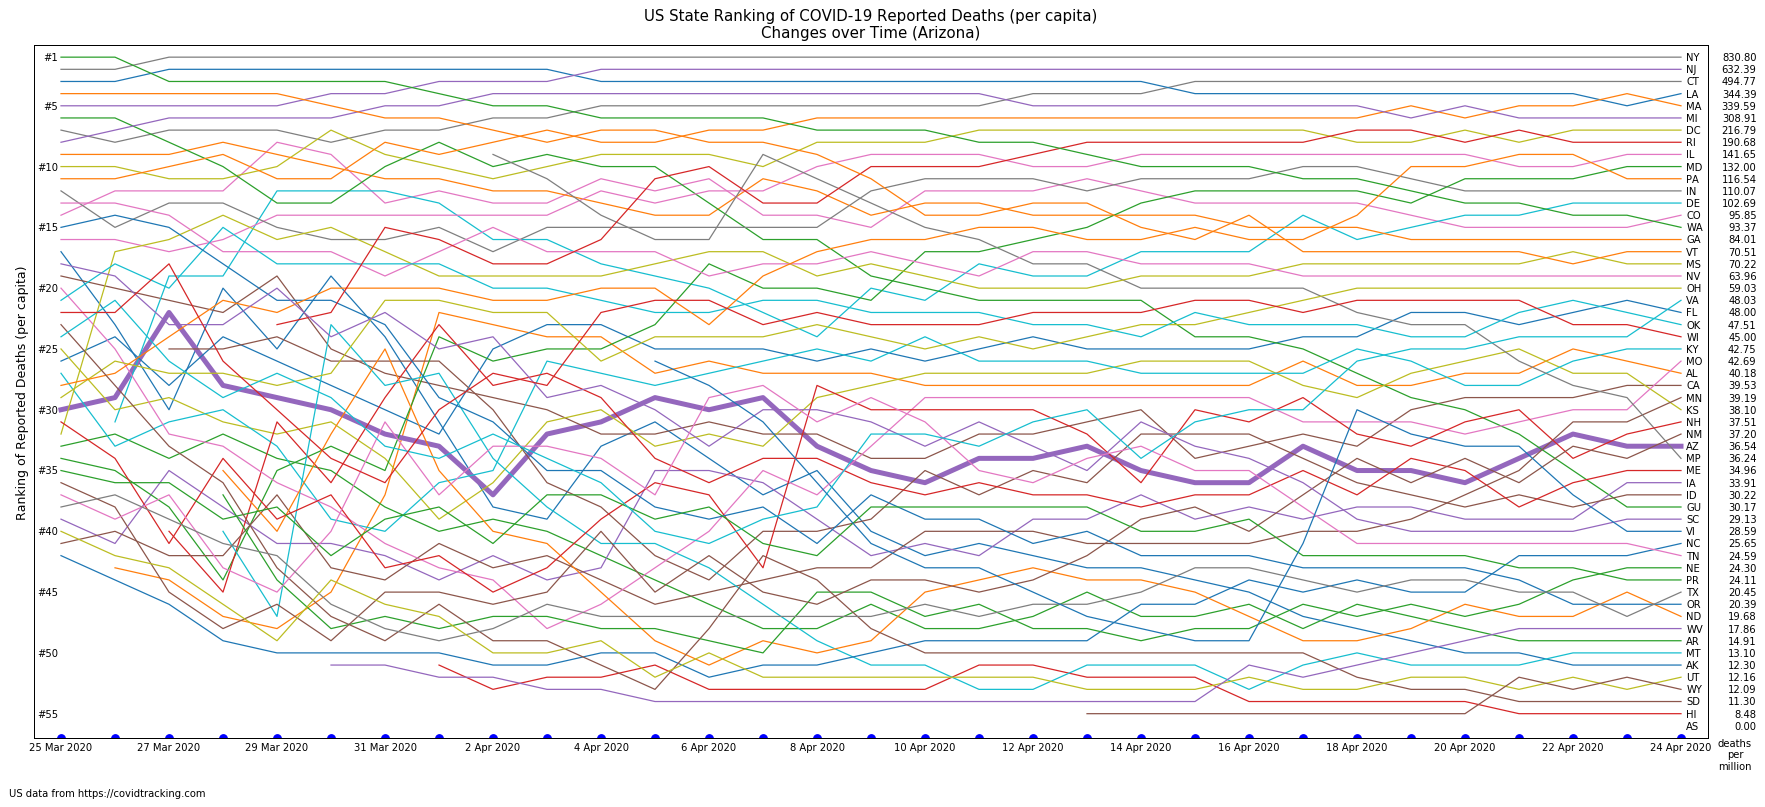 US State Ranking of COVID-19 Reported Deaths (per capita)
Changes over Time (Arizona)
Ranking of Reported Deaths (per capita)
#1
#5
#10
#15
#20
#25
#30
#35
#40
#45
#50
#55
NY 830.80
NJ 632.39
CT 494.77
LA 344.39
MA 339.59
MI 308.91
DC 216.79
RI 190.68
IL 141.65
MD 132.00
PA 116.54
IN 110.07
DE 102.69
CO 95.85
WA 93.37
GA 84.01
VT 70.51
MS 70.22
NV 63.96
OH 59.03
VA 48.03
FL 48.00
OK 47.51
WI 45.00
KY 42.75
MO 42.69
AL 40.18
CA 39.53
MN 39.19
KS 38.10
NH 37.51
NM 37.20
AZ 36.54
MP 36.24
ME 34.96
IA 33.91
ID 30.22
GU 30.17
SC 29.13
VI 28.59
NC 25.65
TN 24.59
NE 24.30
PR 24.11
TX 20.45
OR 20.39
ND 19.68
WV 17.86
AR 14.91
MT 13.10
AK 12.30
UT 12.16
WY 12.09
SD 11.30
HI 8.48
AS 0.00
25 Mar 2020 27 Mar 2020 29 Mar 2020 31 Mar 2020 2 Apr 2020 4 Apr 2020 6 Apr 2020 8 Apr 2020 10 Apr 2020 12 Apr 2020 14 Apr 2020 16 Apr 2020 18 Apr 2020 20 Apr 2020 22 Apr 2020 24 Apr 2020
deaths
per
million
US data from https://covidtracking.com